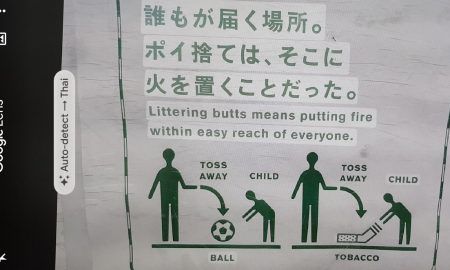 誰もが届く場所。
ポイ捨ては、そこに
火を置くことだった。
Littering butts means putting fire
within easy reach of everyone.
TOSS
AWAY
CHILD
BALL
TOSS
AWAY
CHILD
TOBACCO
Auto-detect → Thai
Google Lens